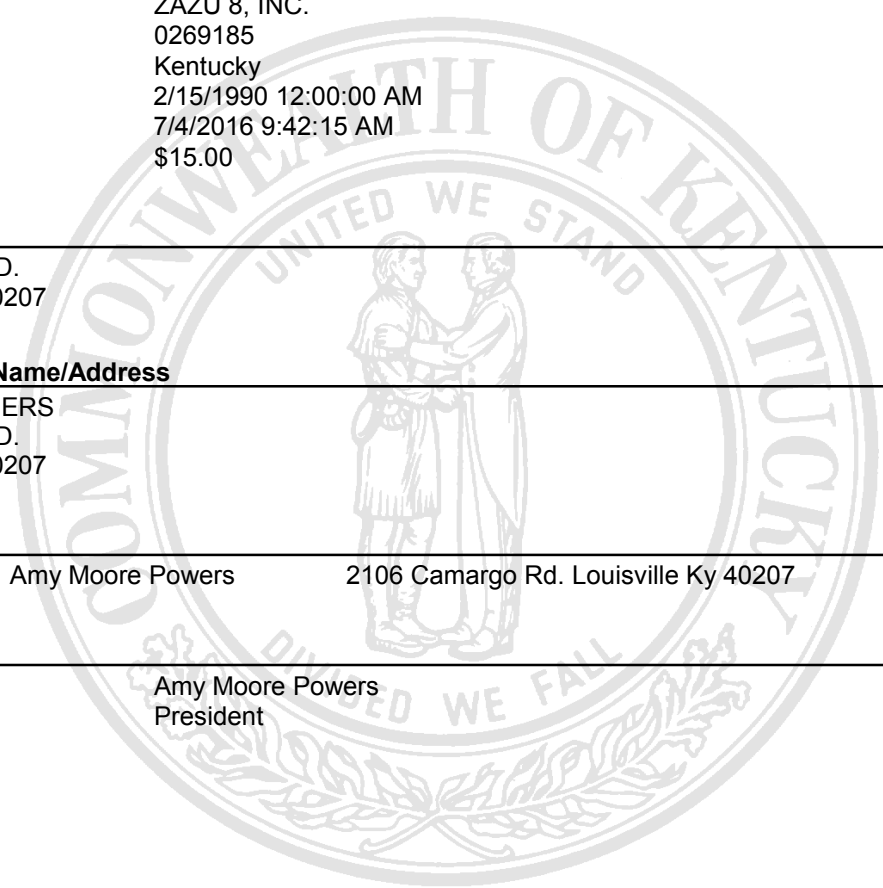 ZAZU 8, INC.
0269185
Kentucky
2/15/1990 12:00:00 AM
7/4/2016 9:42:15 AM
$15.00
COMMONWEALTH OF KENTUCKY
UNITED WE STAND
D.
0207
Name/Address
ERS
D.
0207
Amy Moore Powers 2106 Camargo Rd. Louisville Ky 40207
DIVIDED WE FALL
Amy Moore Powers
President